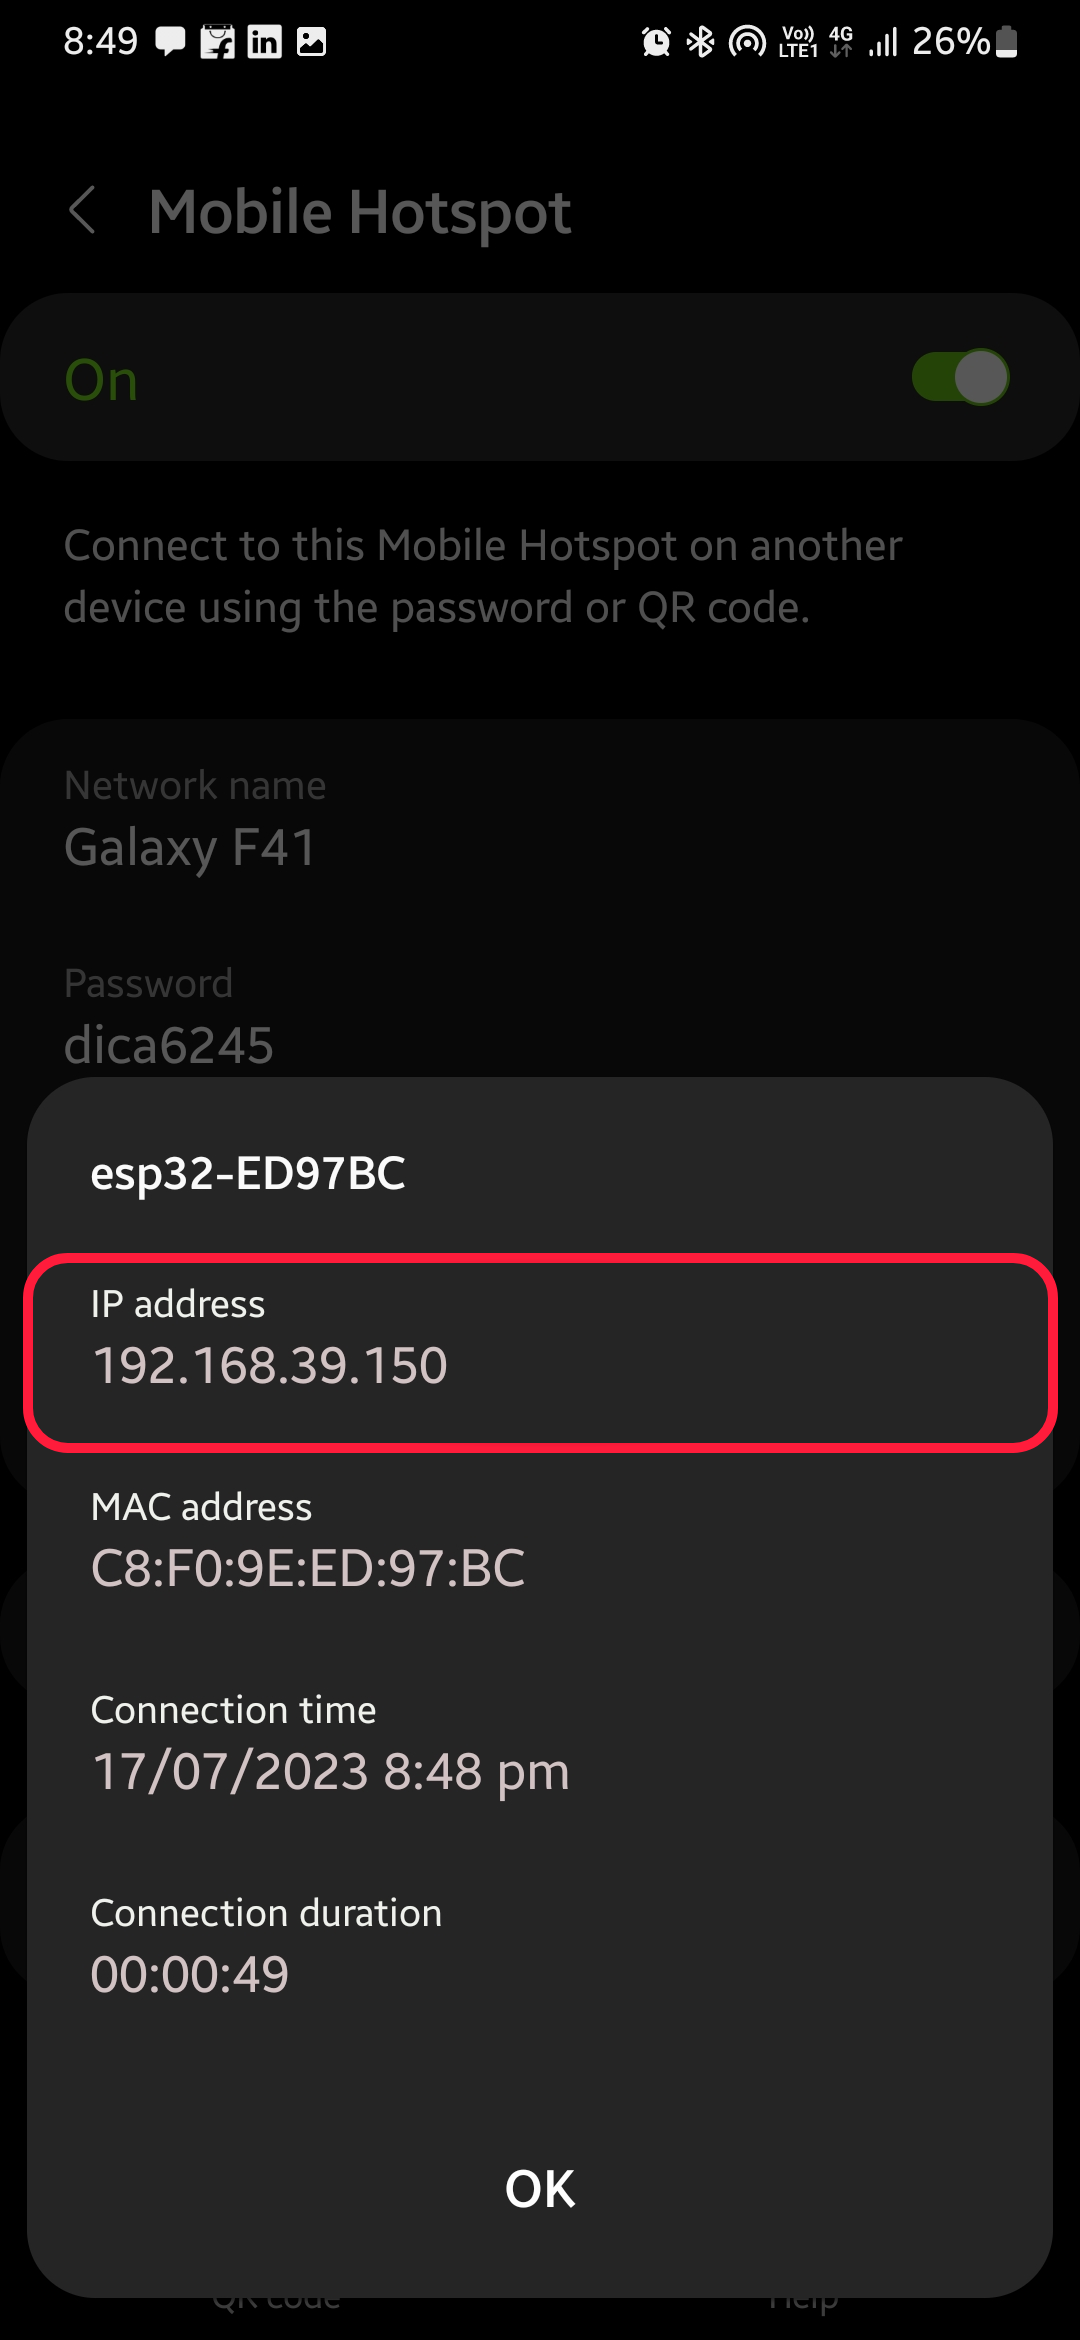 8:49
Vo)) LTE1 4G 26%
Mobile Hotspot
On
Connect to this Mobile Hotspot on another
device using the password or QR code.
Network name
Galaxy F41
Password
dica6245
esp32-ED97BC
IP address
192.168.39.150
MAC address
C8:F0:9E:ED:97:BC
Connection time
17/07/2023 8:48 pm
Connection duration
00:00:49
OK
QR code Help